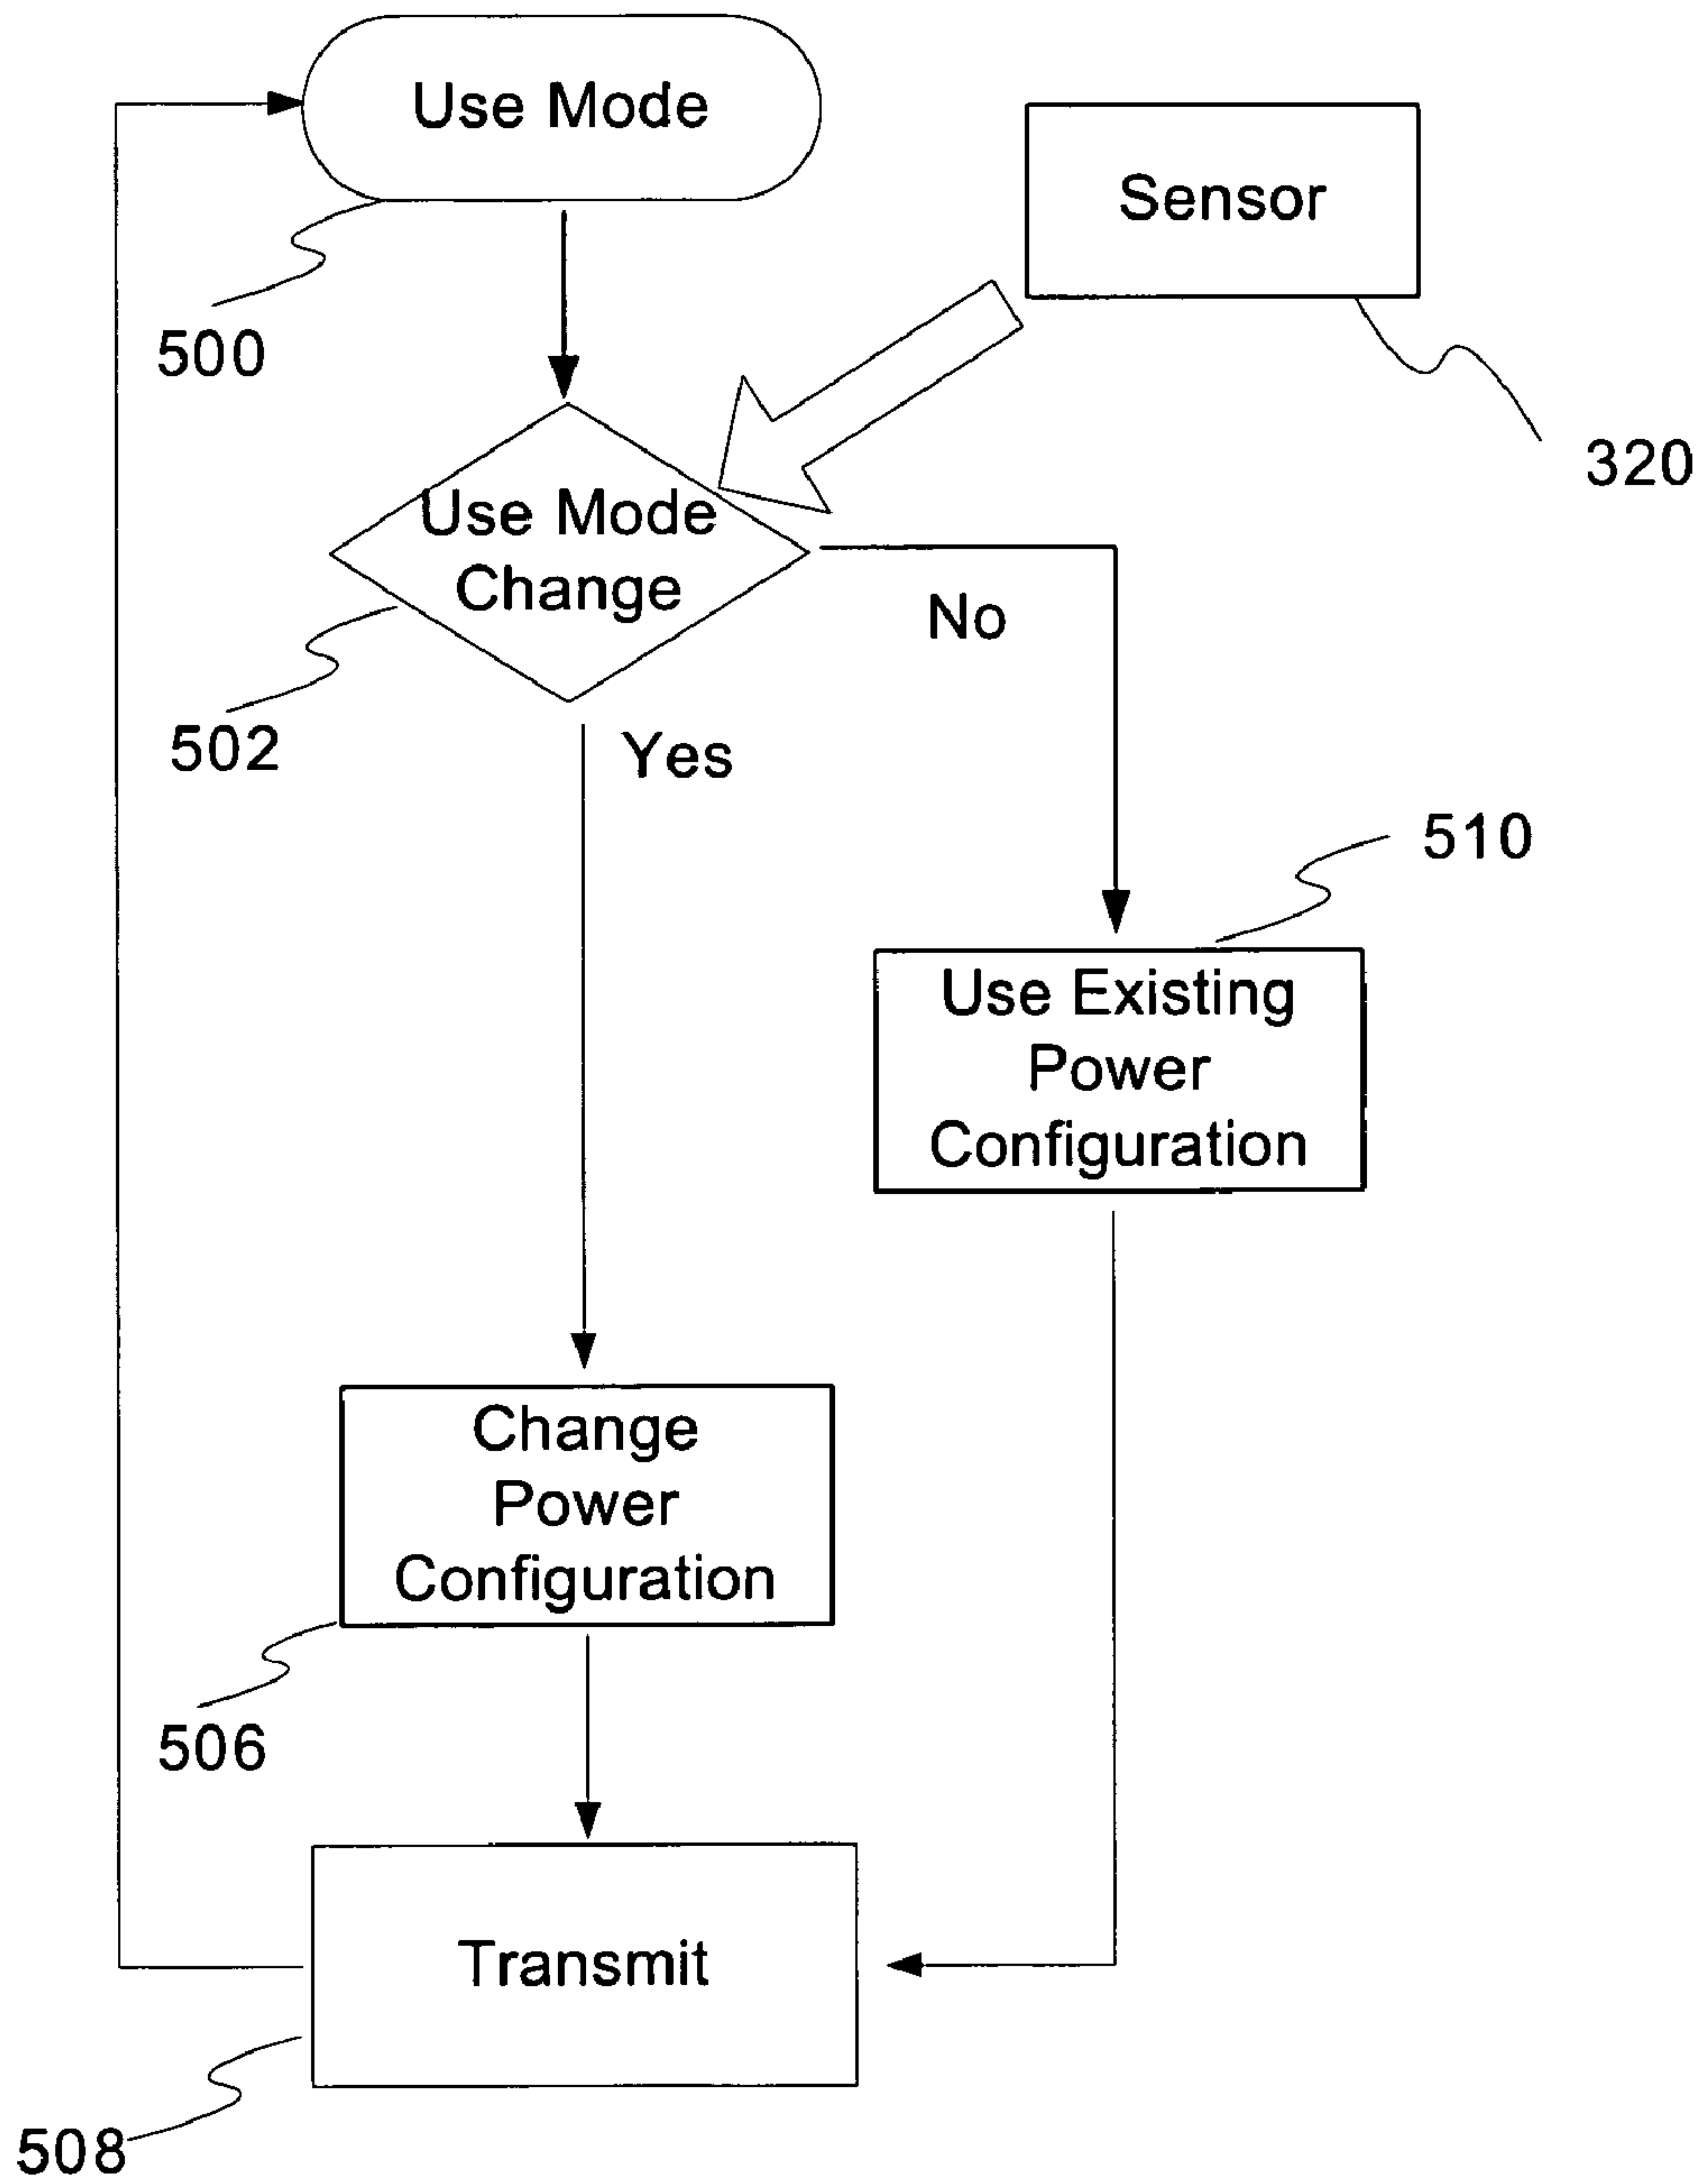 Use Mode
Sensor
500
320
Use Mode
Change
No
502
Yes
510
Use Existing
Power
Configuration
Change
Power
Configuration
506
Transmit
508